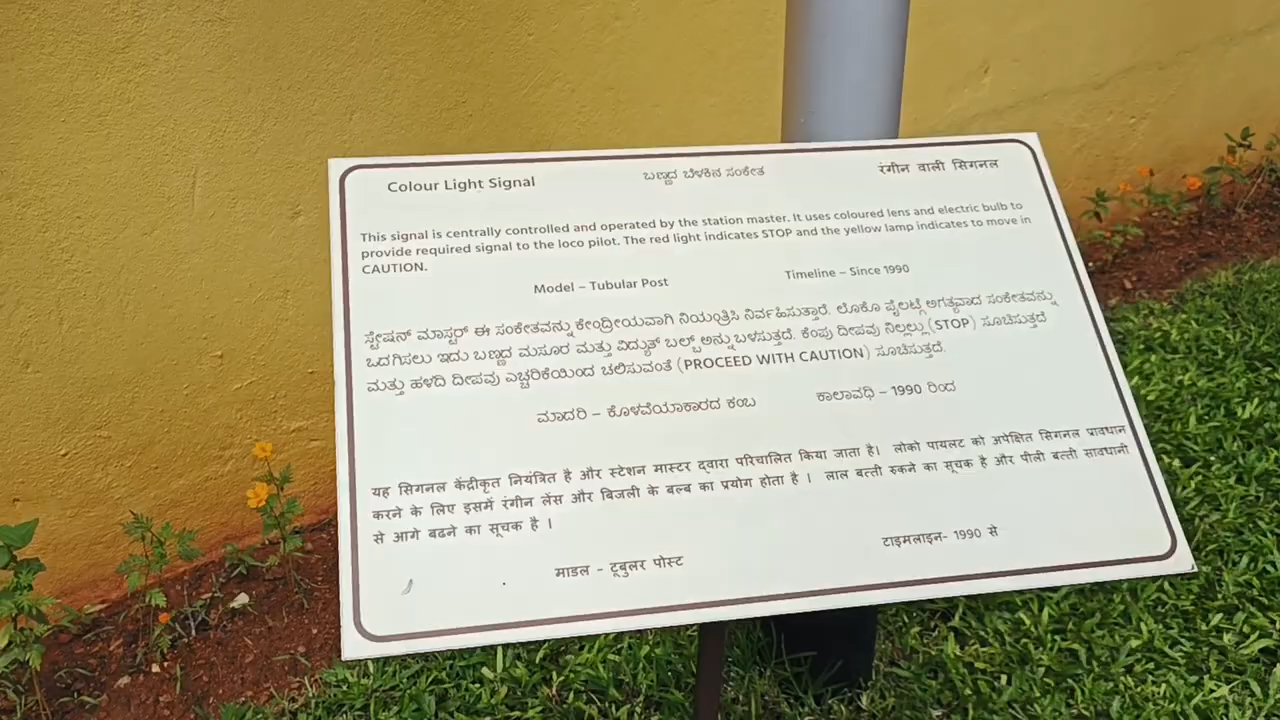 Colour Light Signal ಬಣ್ಣದ ಬೆಳಕಿನ ಸಂಕೇತ रंगीन वाली सिगनल
This signal is centrally controlled and operated by the station master. It uses coloured lens and electric bulb to
provide required signal to the loco pilot. The red light indicates STOP and the yellow lamp indicates to move in
CAUTION.
Model – Tubular Post Timeline – Since 1990
ಸ್ಟೇಷನ್ ಮಾಸ್ಟರ್ ಈ ಸಂಕೇತವನ್ನು ಕೇಂದ್ರೀಯವಾಗಿ ನಿಯಂತ್ರಿಸಿ ನಿರ್ವಹಿಸುತ್ತಾರೆ. ಲೊಕೊ ಪೈಲಟ್ಗೆ ಅಗತ್ಯವಾದ ಸಂಕೇತವನ್ನು
ಒದಗಿಸಲು ಇದು ಬಣ್ಣದ ಮಸೂರ ಮತ್ತು ವಿದ್ಯುತ್ ಬಲ್ಬ್ ಅನ್ನು ಬಳಸುತ್ತದೆ. ಕೆಂಪು ದೀಪವು ನಿಲ್ಲಲ್ಲು (STOP) ಸೂಚಿಸುತ್ತದೆ
ಮತ್ತು ಹಳದಿ ದೀಪವು ಎಚ್ಚರಿಕೆಯಿಂದ ಚಲಿಸುವಂತೆ (PROCEED WITH CAUTION) ಸೂಚಿಸುತ್ತದೆ.
ಮಾದರಿ – ಕೊಳವೆಯಾಕಾರದ ಕಂಬ ಕಾಲಾವಧಿ – 1990 ರಿಂದ
यह सिगनल केंद्रीकृत नियंत्रित है और स्टेशन मास्टर द्वारा परिचालित किया जाता है। लोको पायलट को अपेक्षित सिगनल प्रावधान
करने के लिए इसमें रंगीन लेंस और बिजली के बल्ब का प्रयोग होता है । लाल बत्ती रुकने का सूचक है और पीली बत्ती सावधानी
से आगे बढने का सूचक है ।
माडल – टूबुलर पोस्ट टाइमलाइन- 1990 से